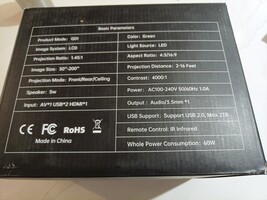 Basic Parameters
Product Mode: G01
Color: Green
Image System: LCD
Light Source: LED
Projection Ratio: 1.45:1
Aspect Ratio: 4:3/16:9
Image Size: 30"-200"
Projection Distance: 2-16 Feet
Projection Mode: Front/Rear/Ceiling
Contrast: 4000:1
Speaker: 5w
Power: AC100-240V 50/60Hz 1.0A
Input: AV*1 USB*2 HDMI*1
Output: Audio/3.5mm *1
USB Support: Support USB 2.0, Max 2TB
Remote Control: IR Infrared
Whole Power Consumption: 60W
CE FC RoHS
Made in China